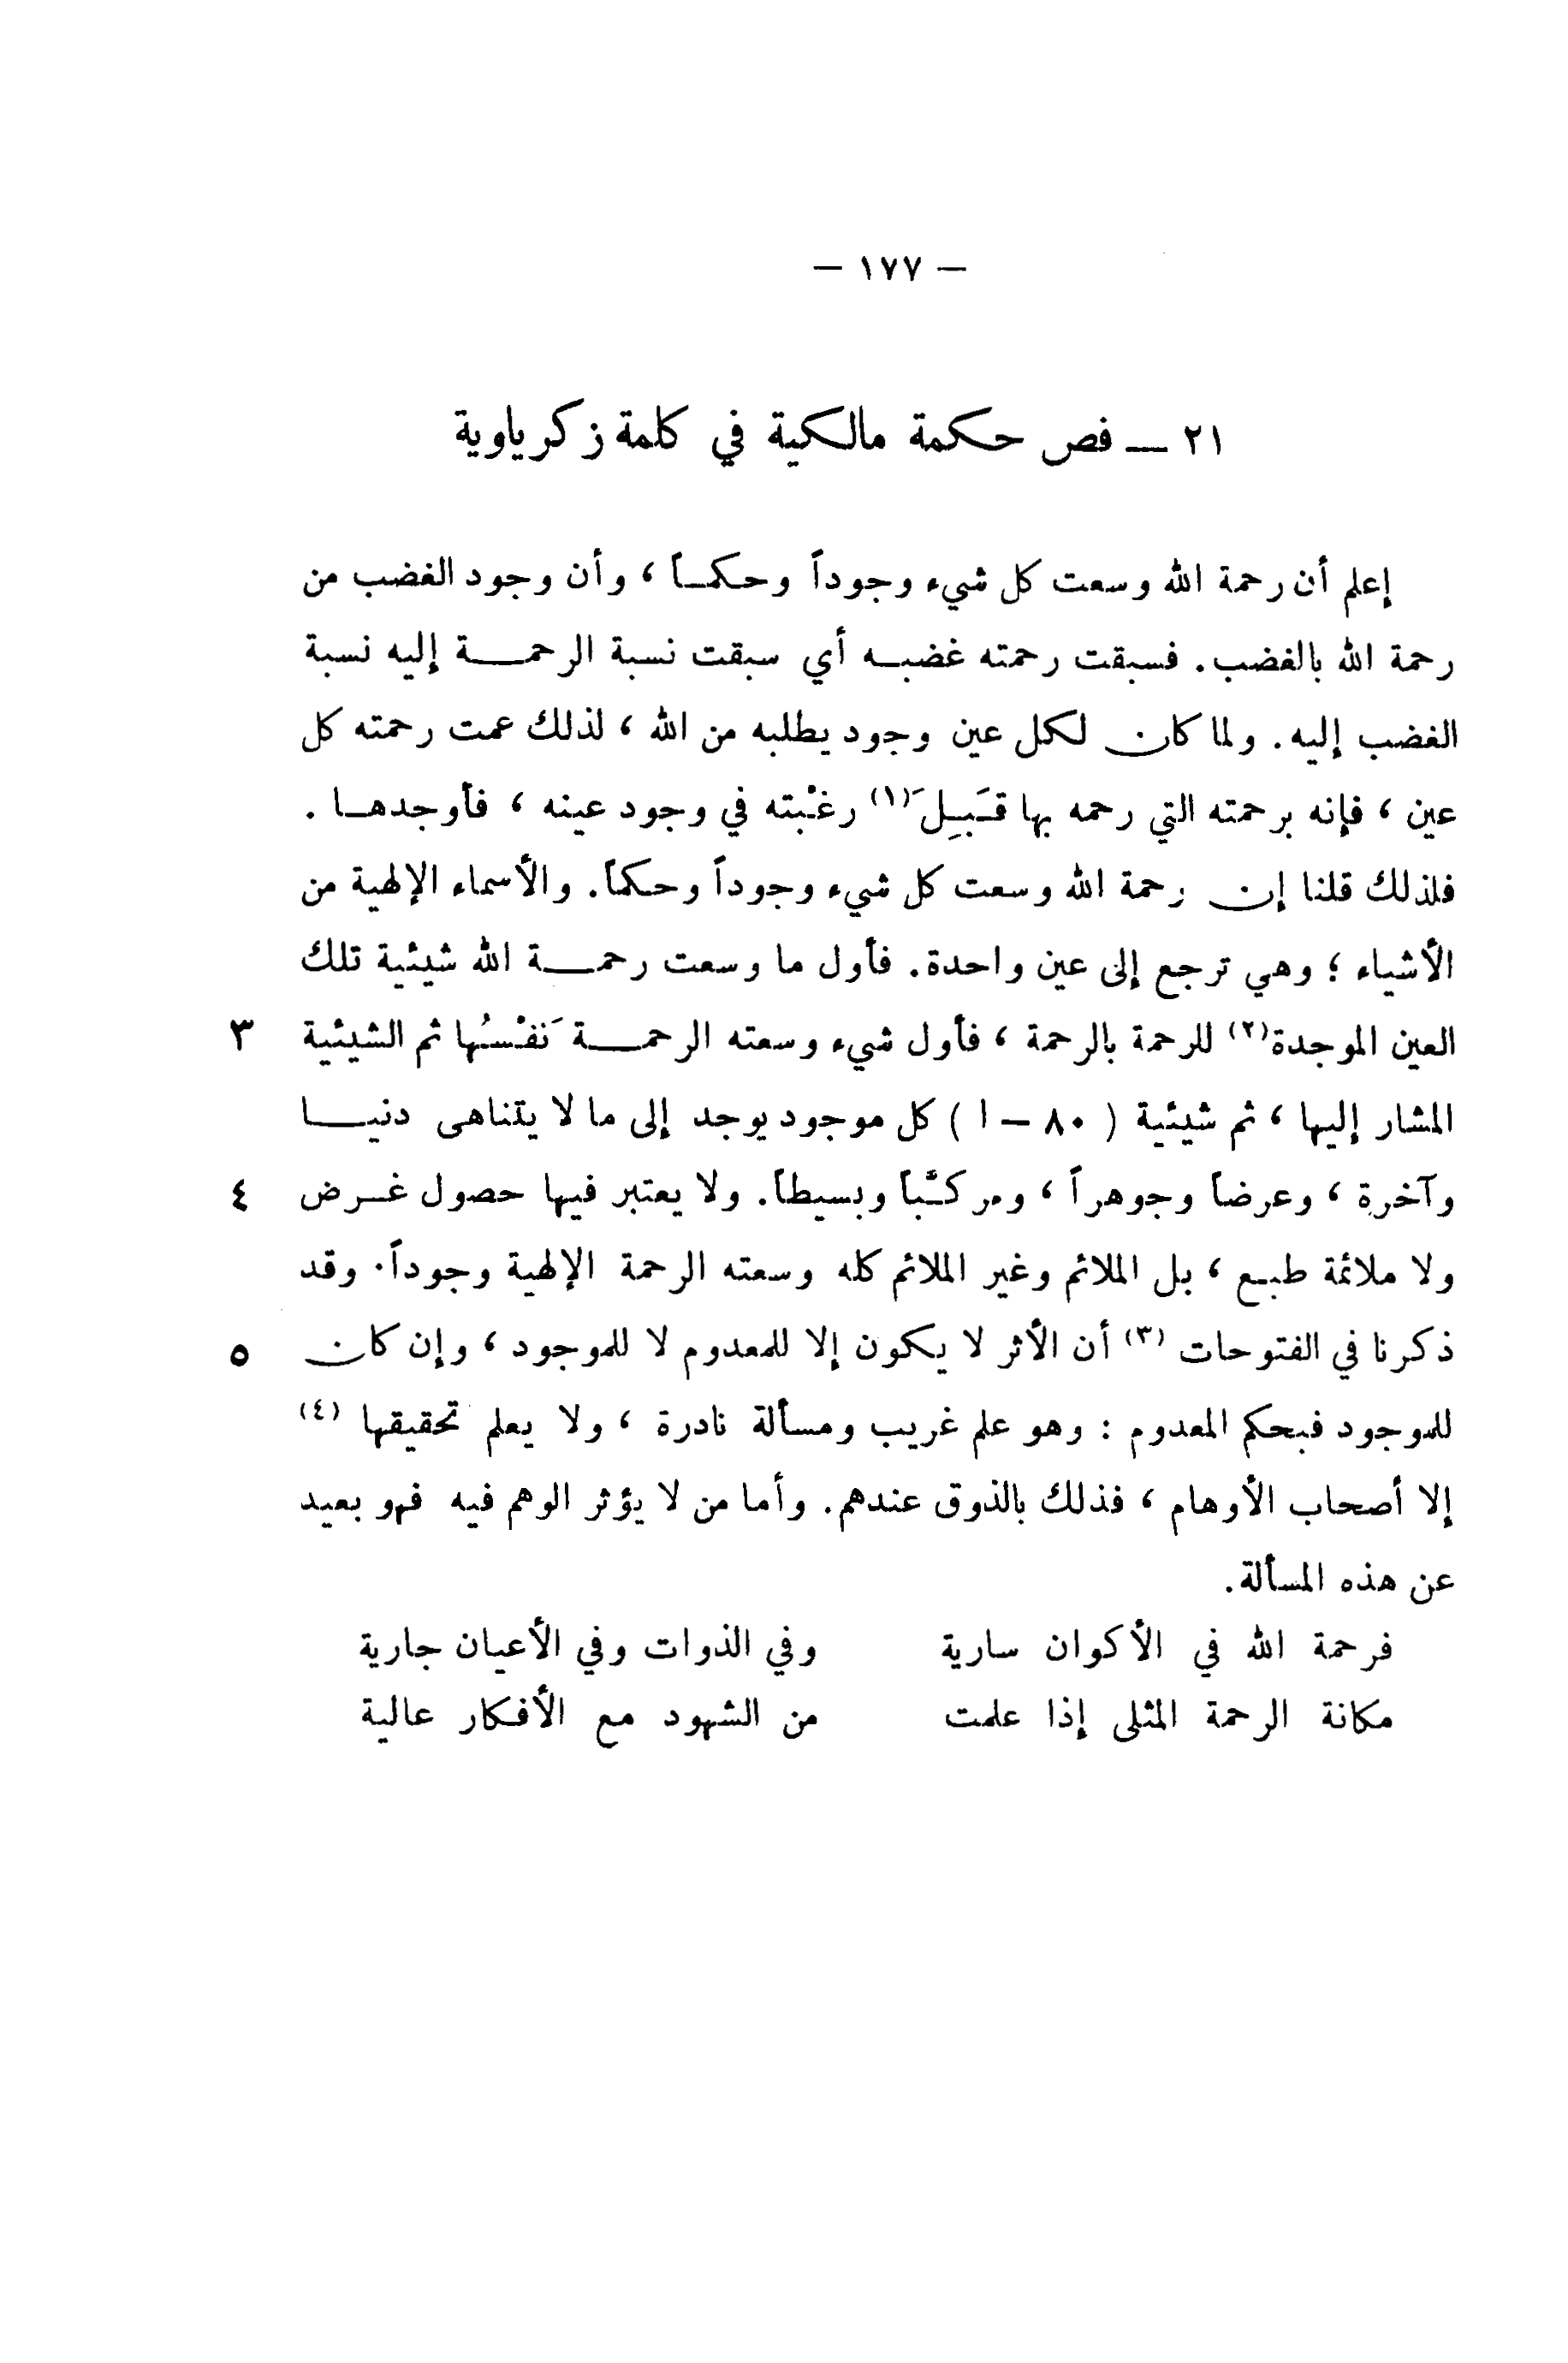 — ١٧٧ —
٢١ — فص حكمة مالكية في كلمة زكرياوية
إعلم أن رحمة الله وسعت كل شيء وجوداً وحكماً ، وأن وجود الغضب من
رحمة الله بالغضب. فسبقت رحمته غضبه أي سبقت نسبة الرحمة إليه نسبة
الغضب إليه. ولما كان لكل عين وجود يطلبه من الله ، لذلك عمت رحمته كل
عين ، فإنه برحمته التي رحمه بها قَبِلَ (١) رغْبته في وجود عينه ، فأوجدها .
فلذلك قلنا إن رحمة الله وسعت كل شيء وجوداً وحكماً. والأسماء الإلهية من
الأشياء ؛ وهي ترجع إلى عين واحدة. فأول ما وسعت رحمة الله شيئية تلك
العين الموجدة (٢) للرحمة بالرحمة ، فأول شيء وسعته الرحمة نَفْسُها ثم الشيئية ٣
المشار إليها ، ثم شيئية ( ٨٠ – ا ) كل موجود يوجد إلى ما لا يتناهى دنيا
وآخرة ، وعرضاً وجوهراً ، ومركَّباً وبسيطاً. ولا يعتبر فيها حصول غرض ٤
ولا ملائمة طبع ، بل الملائم وغير الملائم كله وسعته الرحمة الإلهية وجوداً. وقد
ذكرنا في الفتوحات (٣) أن الأثر لا يكون إلا للمعدوم لا للموجود ، وإن كان ٥
للموجود فبحكم المعدوم : وهو علم غريب ومسألة نادرة ، ولا يعلم تحقيقها (٤)
إلا أصحاب الأوهام ، فذلك بالذوق عندهم. وأما من لا يؤثر الوهم فيه فهو بعيد
عن هذه المسألة.
فرحمة الله في الأكوان سارية وفي الذوات وفي الأعيان جارية
مكانة الرحمة المثلى إذا علمت من الشهود مع الأفكار عالية